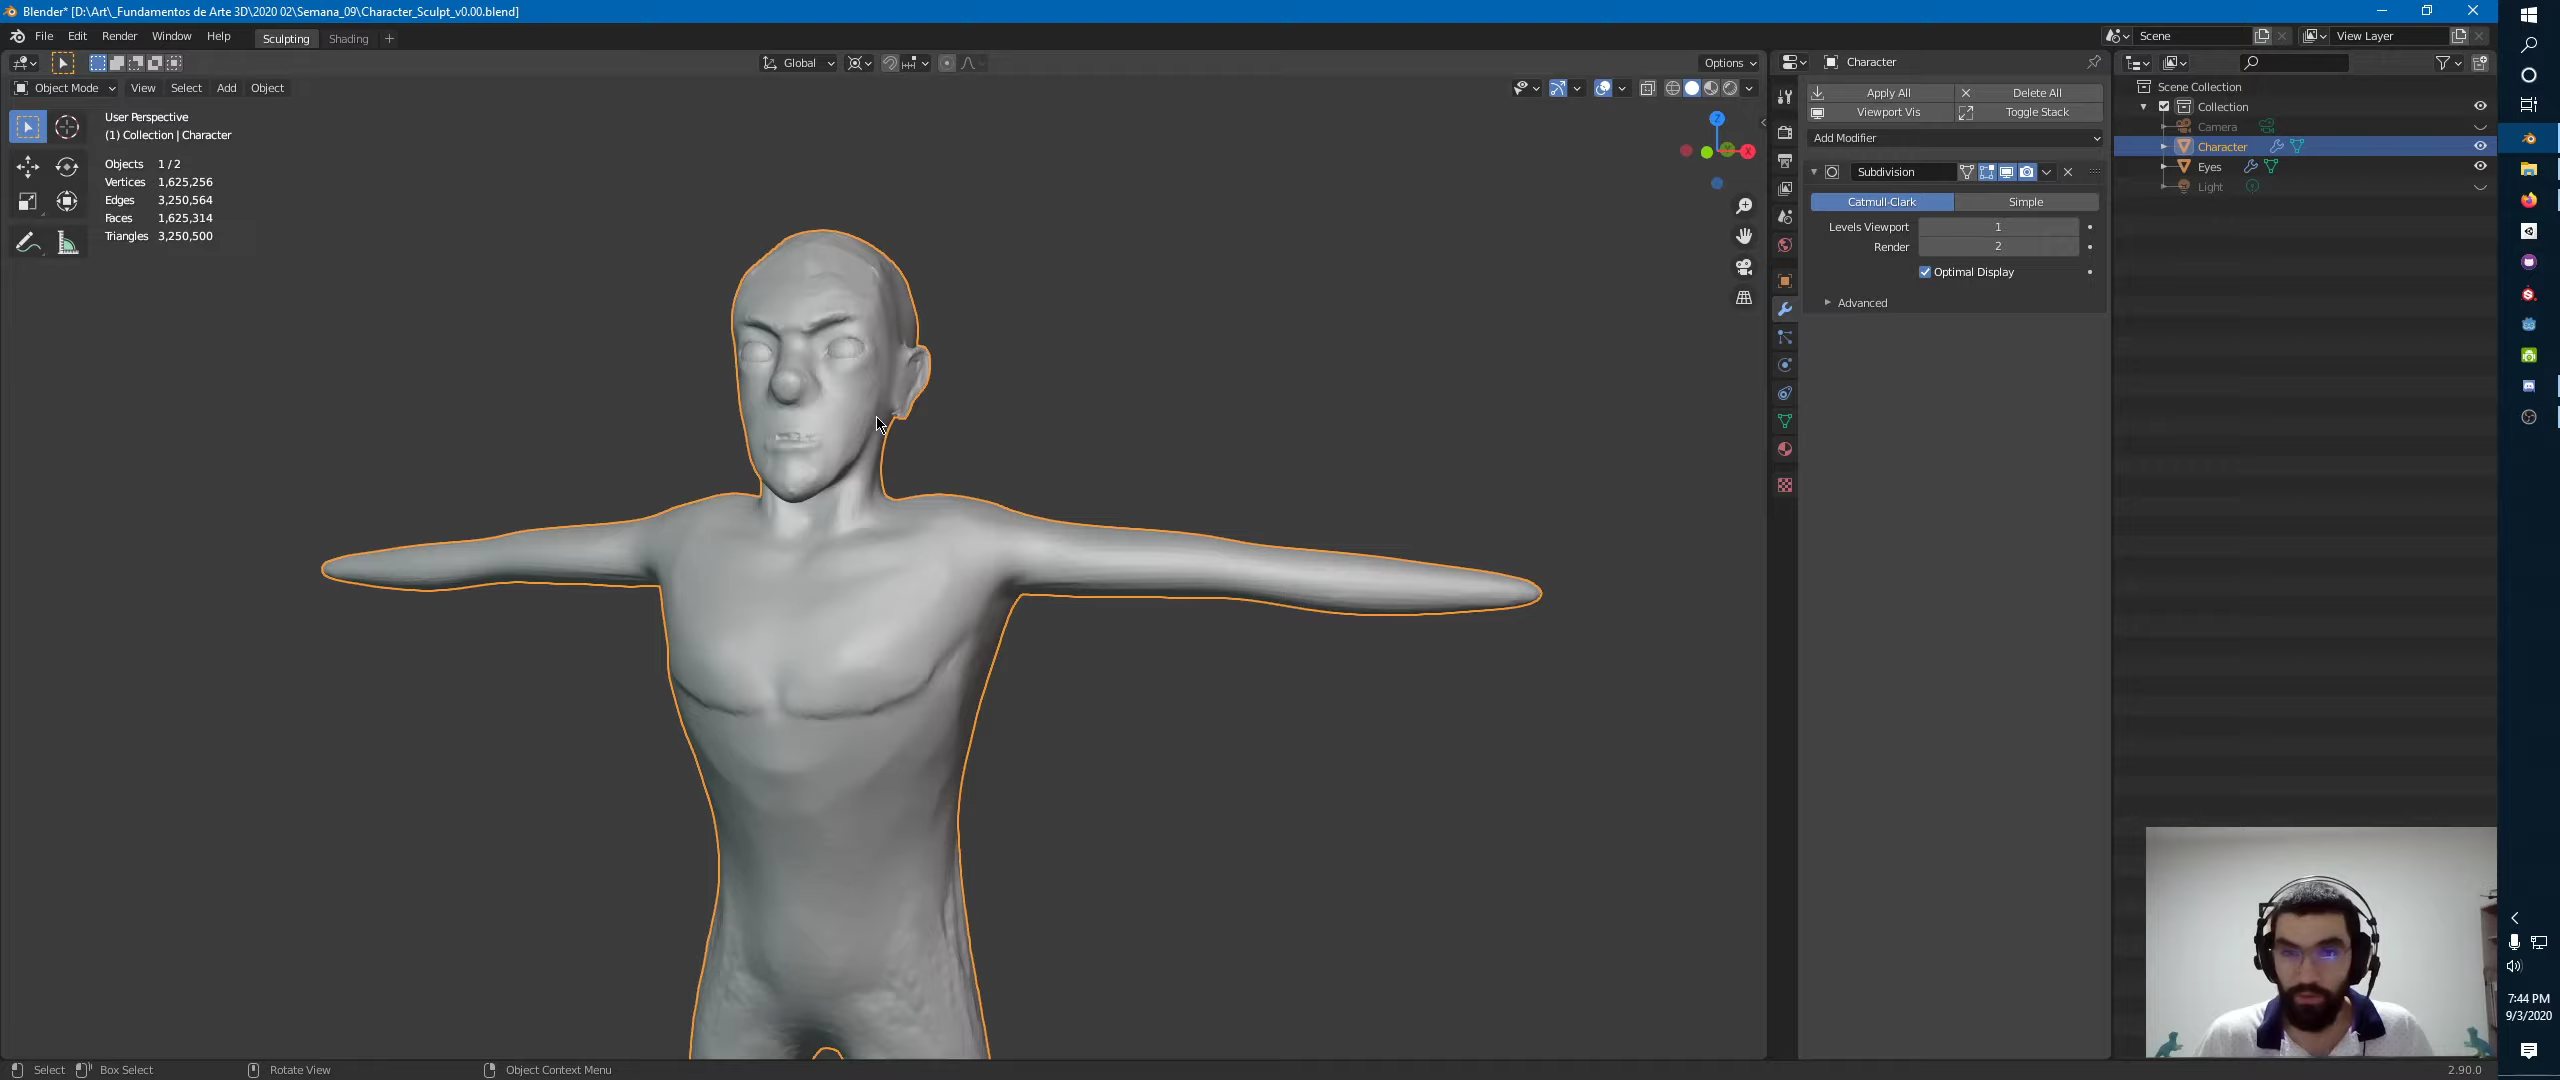 Blender* [D:\Art\_Fundamentos de Arte 3D\2020 02\Semana_09\Character_Sculpt_v0.00.blend]
File Edit Render Window Help Sculpting Shading + Scene View Layer
Global Options
Object Mode View Select Add Object
User Perspective
(1) Collection | Character
Objects 1 / 2
Vertices 1,625,256
Edges 3,250,564
Faces 1,625,314
Triangles 3,250,500
Z
X
Character
Apply All Delete All
Viewport Vis Toggle Stack
Add Modifier
Subdivision
Catmull-Clark Simple
Levels Viewport 1
Render 2
Optimal Display
Advanced
Scene Collection
Collection
Camera
Character
Eyes
Light
7:44 PM
9/3/2020
Select Box Select Rotate View Object Context Menu 2.90.0